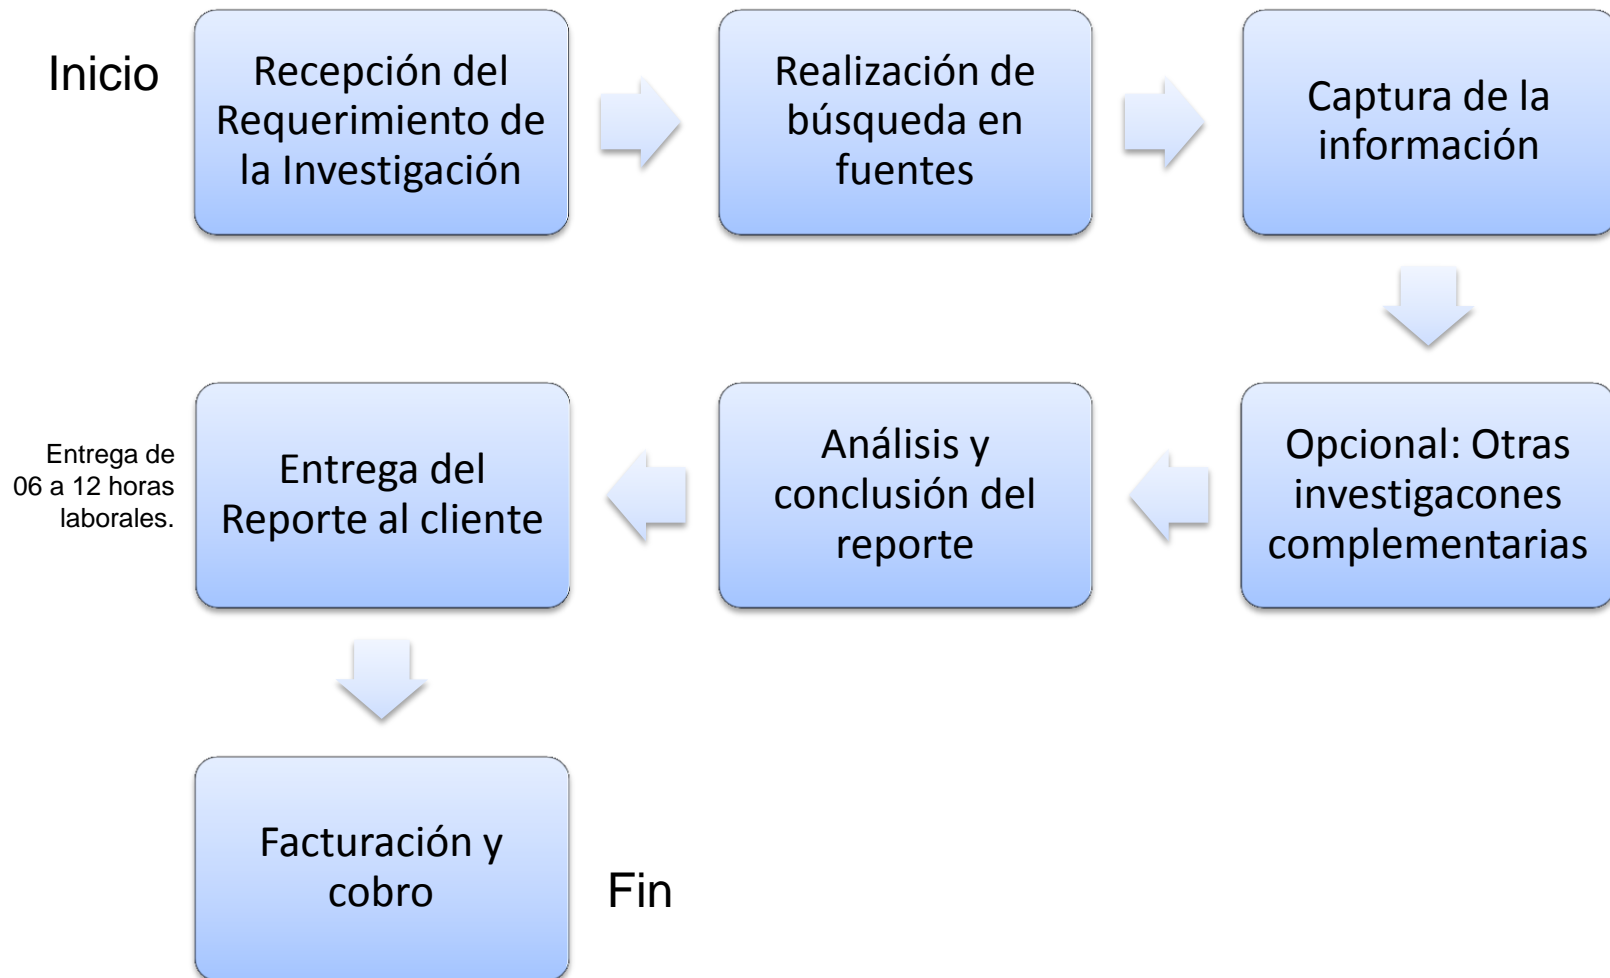 Inicio
Recepción del
Requerimiento de
la Investigación
Realización de
búsqueda en
fuentes
Captura de la
información
Opcional: Otras
investigacones
complementarias
Análisis y
conclusión del
reporte
Entrega del
Reporte al cliente
Entrega de
06 a 12 horas
laborales.
Facturación y
cobro
Fin